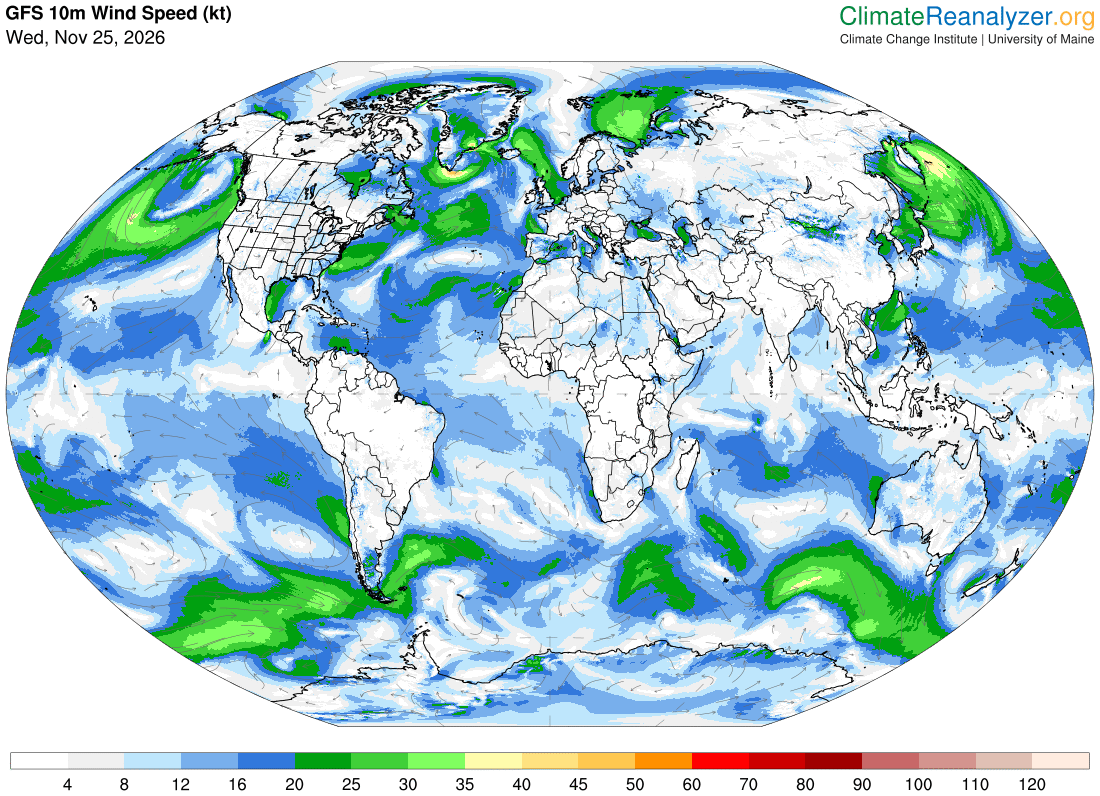 GFS 10m Wind Speed (kt)
Wed, Nov 25, 2026
ClimateReanalyzer.org
Climate Change Institute | University of Maine
4 8 12 16 20 25 30 35 40 45 50 60 70 80 90 100 110 120